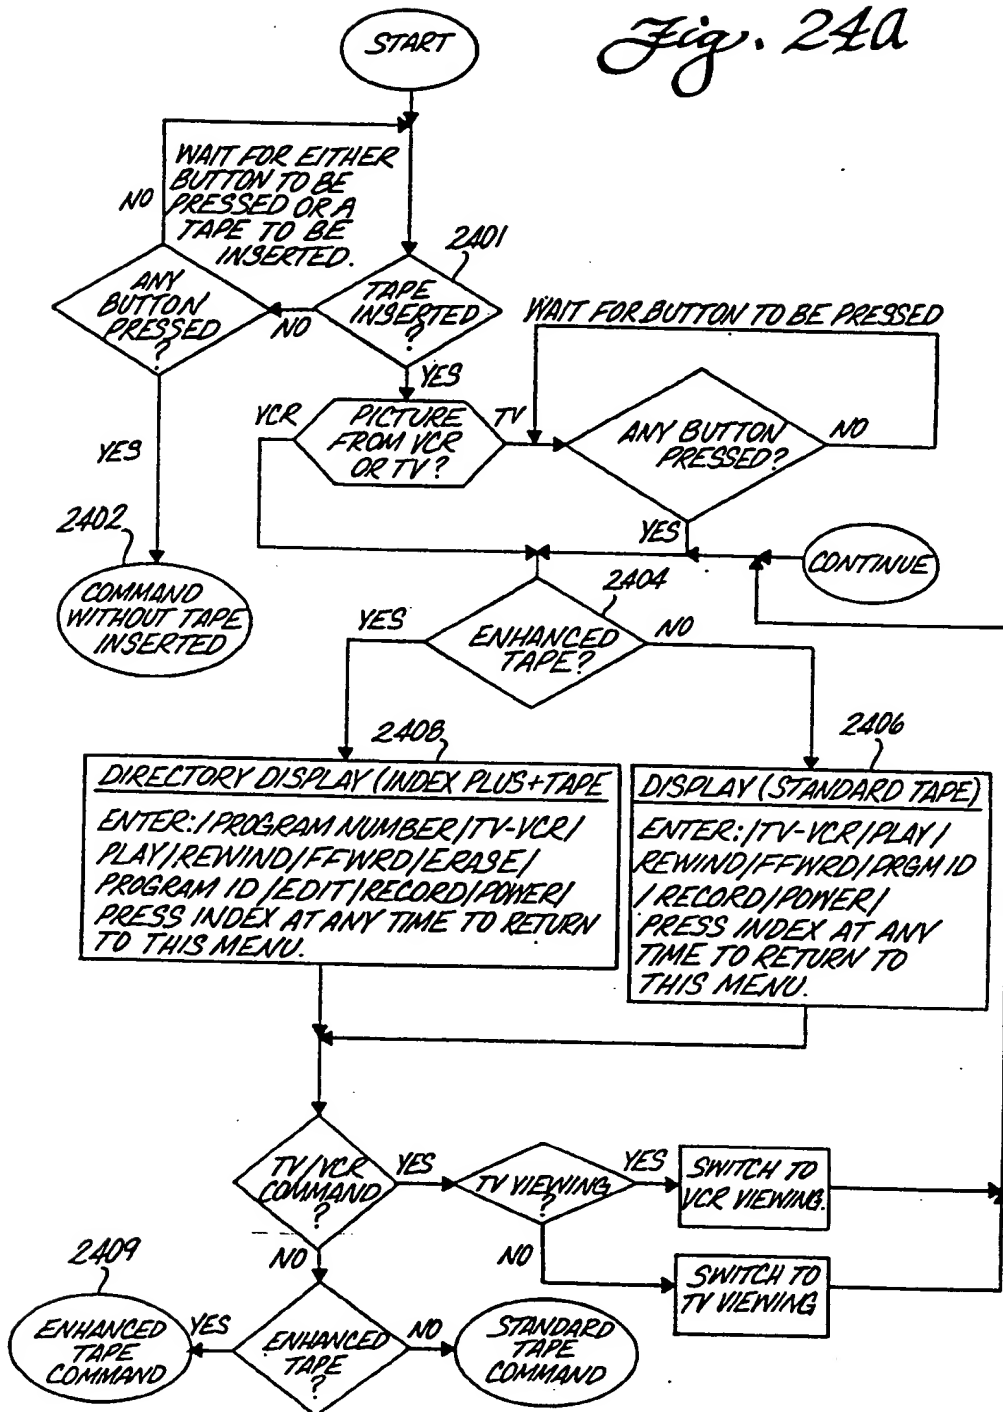 Fig. 24a
START
WAIT FOR EITHER
BUTTON TO BE
PRESSED OR A
TAPE TO BE
INSERTED.
NO
2401
ANY
BUTTON
PRESSED
?
NO
TAPE
INSERTED
?
WAIT FOR BUTTON TO BE PRESSED
YES
VCR
PICTURE
FROM VCR
OR TV?
TV
ANY BUTTON
PRESSED?
NO
YES
2402
YES
CONTINUE
COMMAND
WITHOUT TAPE
INSERTED
2404
YES
ENHANCED
TAPE?
NO
2408
2406
DIRECTORY DISPLAY (INDEX PLUS+TAPE
ENTER:/PROGRAM NUMBER/TV-VCR/
PLAY/REWIND/FFWRD/ERASE/
PROGRAM ID/EDIT/RECORD/POWER/
PRESS INDEX AT ANY TIME TO RETURN
TO THIS MENU.
DISPLAY (STANDARD TAPE)
ENTER:/TV-VCR/PLAY/
REWIND/FFWRD/PRGM ID
/RECORD/POWER/
PRESS INDEX AT ANY
TIME TO RETURN TO
THIS MENU.
TV/VCR
COMMAND
?
YES
TV VIEWING
?
YES
SWITCH TO
VCR VIEWING.
NO
NO
SWITCH TO
TV VIEWING
2409
ENHANCED
TAPE
COMMAND
YES
ENHANCED
TAPE
?
NO
STANDARD
TAPE
COMMAND